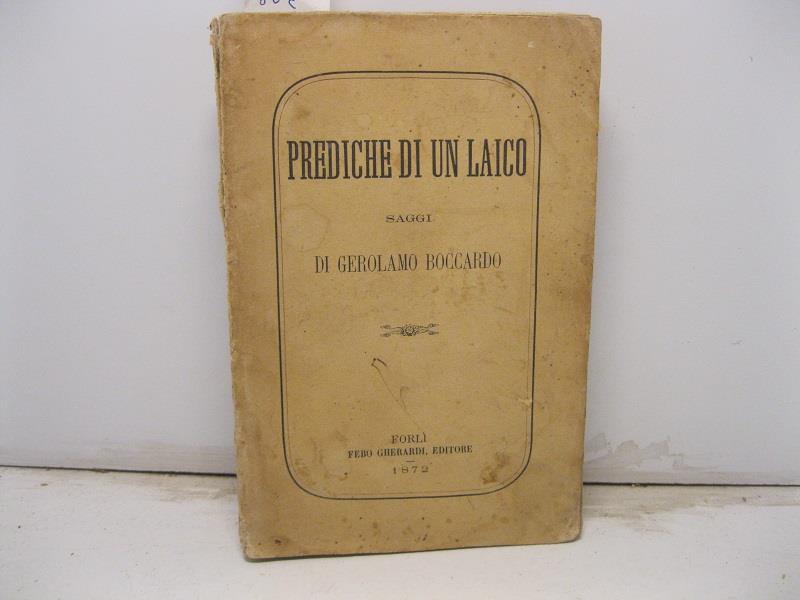 PREDICHE DI UN LAICO
SAGGI
DI GEROLAMO BOCCARDO
FORLÌ
FEBO GHERARDI, EDITORE
1872